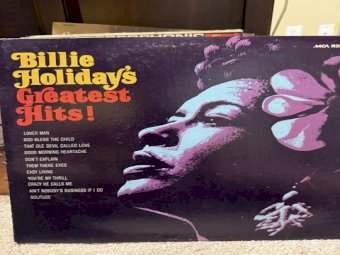 Billie
Holiday's
Greatest
Hits!
LOVER MAN
GOD BLESS THE CHILD
THAT OLE DEVIL CALLED LOVE
GOOD MORNING HEARTACHE
DON'T EXPLAIN
THEM THERE EYES
EASY LIVING
YOU'RE MY THRILL
CRAZY HE CALLS ME
AIN'T NOBODY'S BUSINESS IF I DO
SOLITUDE
MCA